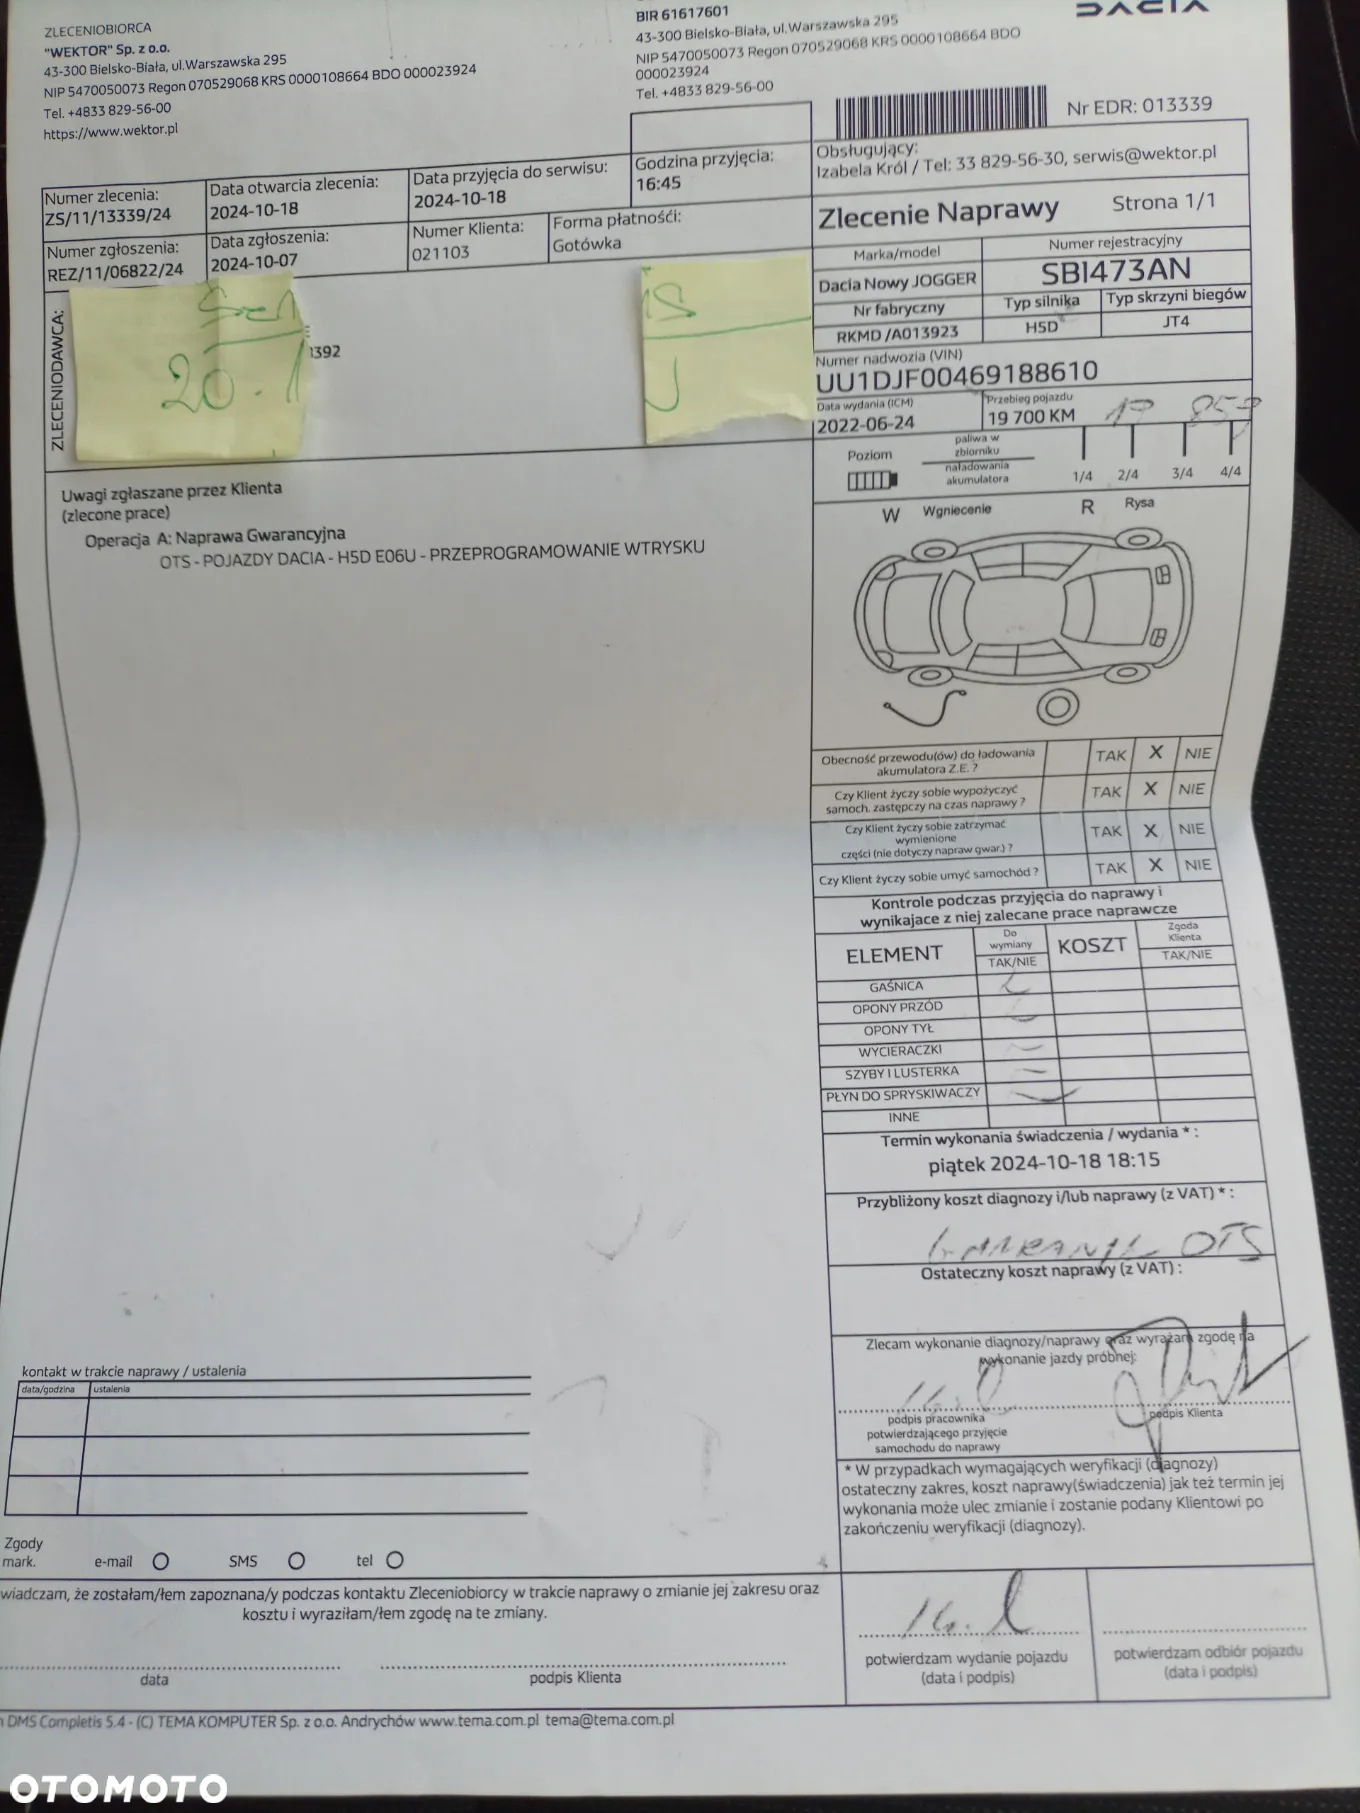 ZLECENIOBIORCA
"WEKTOR" Sp. z o.o.
43-300 Bielsko-Biała, ul.Warszawska 295
NIP 5470050073 Regon 070529068 KRS 0000108664 BDO 000023924
Tel. +4833 829-56-00
https://www.wektor.pl
BIR 61617601
43-300 Bielsko-Biała, ul.Warszawska 295
NIP 5470050073 Regon 070529068 KRS 0000108664 BDO
000023924
Tel. +4833 829-56-00
DACIA
Nr EDR: 013339
Obsługujący:
Izabela Król / Tel: 33 829-56-30, serwis@wektor.pl
Numer zlecenia:
ZS/11/13339/24
Data otwarcia zlecenia:
2024-10-18
Data przyjęcia do serwisu:
2024-10-18
Godzina przyjęcia:
16:45
Numer zgłoszenia:
REZ/11/06822/24
Data zgłoszenia:
2024-10-07
Numer Klienta:
021103
Forma płatnośći:
Gotówka
Zlecenie Naprawy
Strona 1/1
Marka/model
Dacia Nowy JOGGER
Numer rejestracyjny
SBI473AN
Nr fabryczny
RKMD /A013923
Typ silnika
H5D
Typ skrzyni biegów
JT4
ZLECENIODAWCA:
20.1
1392
Numer nadwozia (VIN)
UU1DJF00469188610
Data wydania (ICM)
2022-06-24
Przebieg pojazdu
19 700 KM
19 857
Poziom
paliwa w
zbiorniku
naładowania
akumulatora
1/4 2/4 3/4 4/4
W Wgniecenie R Rysa
Uwagi zgłaszane przez Klienta
(zlecone prace)
Operacja A: Naprawa Gwarancyjna
OTS - POJAZDY DACIA - H5D E06U - PRZEPROGRAMOWANIE WTRYSKU
Obecność przewodu(ów) do ładowania
akumulatora Z.E. ?
TAK X NIE
Czy Klient życzy sobie wypożyczyć
samoch. zastępczy na czas naprawy ?
TAK X NIE
Czy Klient życzy sobie zatrzymać
wymienione
części (nie dotyczy napraw gwar.) ?
TAK X NIE
Czy Klient życzy sobie umyć samochód ?
TAK X NIE
Kontrole podczas przyjęcia do naprawy i
wynikajace z niej zalecane prace naprawcze
ELEMENT
Do
wymiany
TAK/NIE
KOSZT
Zgoda
Klienta
TAK/NIE
GAŚNICA
OPONY PRZÓD
OPONY TYŁ
WYCIERACZKI
SZYBY I LUSTERKA
PŁYN DO SPRYSKIWACZY
INNE
Termin wykonania świadczenia / wydania * :
piątek 2024-10-18 18:15
Przybliżony koszt diagnozy i/lub naprawy (z VAT) * :
OTS
Ostateczny koszt naprawy (z VAT) :
Zlecam wykonanie diagnozy/naprawy oraz wyrażam zgodę na
wykonanie jazdy próbnej:
podpis pracownika
potwierdzającego przyjęcie
samochodu do naprawy
podpis Klienta
* W przypadkach wymagających weryfikacji (diagnozy)
ostateczny zakres, koszt naprawy(świadczenia) jak też termin jej
wykonania może ulec zmianie i zostanie podany Klientowi po
zakończeniu weryfikacji (diagnozy).
kontakt w trakcie naprawy / ustalenia
data/godzina ustalenia
Zgody
mark.
e-mail SMS tel
wiadczam, że zostałam/łem zapoznana/y podczas kontaktu Zleceniobiorcy w trakcie naprawy o zmianie jej zakresu oraz
kosztu i wyraziłam/łem zgodę na te zmiany.
data
podpis Klienta
potwierdzam wydanie pojazdu
(data i podpis)
potwierdzam odbiór pojazdu
(data i podpis)
DMS Completis 5.4 - (C) TEMA KOMPUTER Sp. z o.o. Andrychów www.tema.com.pl tema@tema.com.pl
OTOMOTO